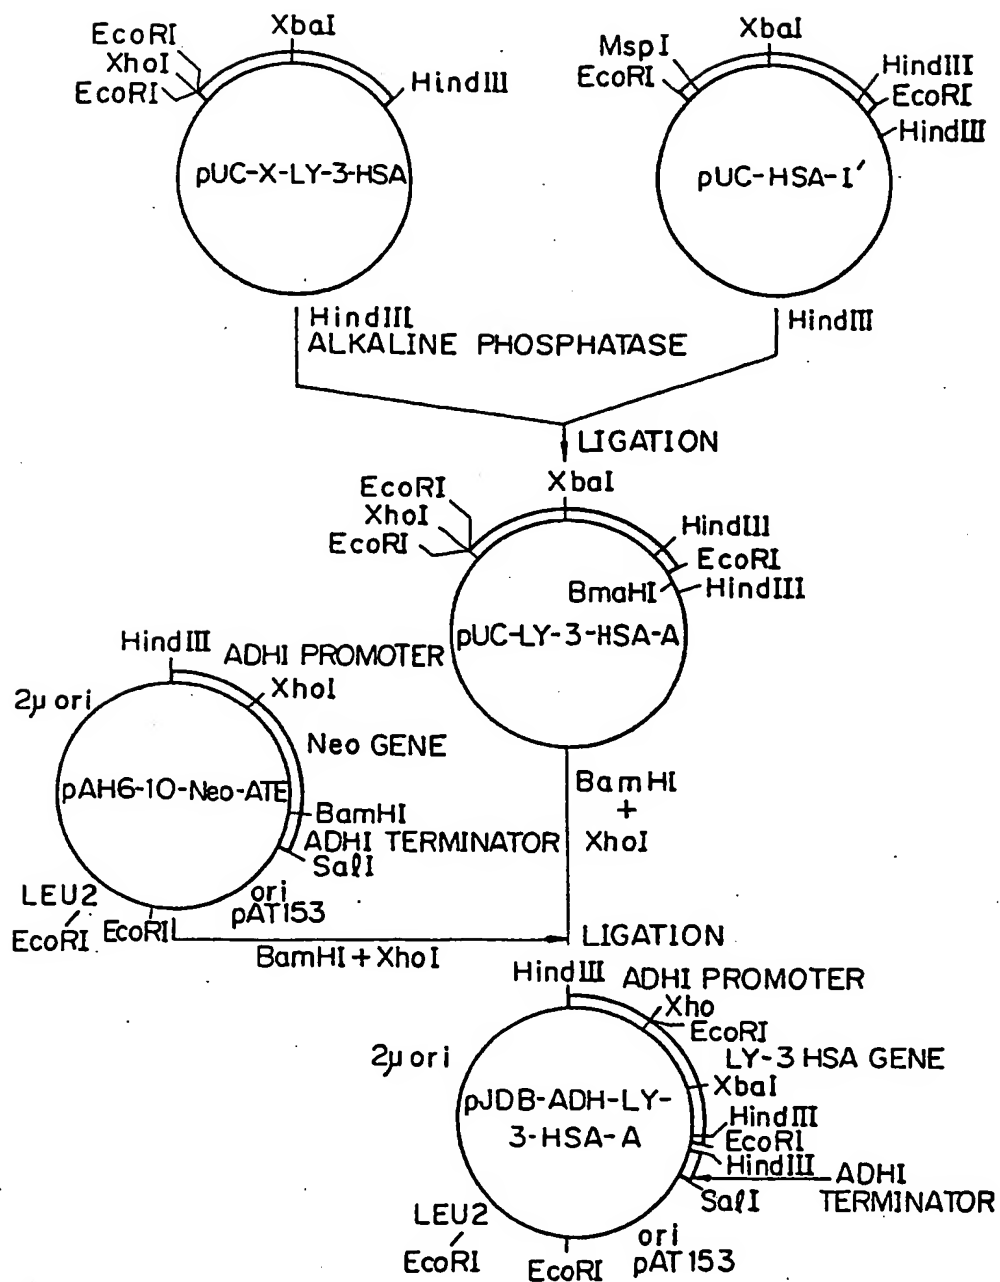 EcoRI
XhoI
EcoRI
XbaI
HindIII
pUC-X-LY-3-HSA
MspI
EcoRI
XbaI
HindIII
EcoRI
HindIII
pUC-HSA-I′
HindIII
ALKALINE PHOSPHATASE
HindIII
LIGATION
EcoRI
XhoI
EcoRI
XbaI
HindIII
EcoRI
HindIII
BmaHI
pUC-LY-3-HSA-A
HindIII
ADHI PROMOTER
XhoI
2μ ori
Neo GENE
pAH6-10-Neo-ATE
BamHI
ADHI TERMINATOR
SalI
LEU2
EcoRI
EcoRI
ori
pAT153
BamHI
+
XhoI
BamHI+XhoI
LIGATION
HindIII
ADHI PROMOTER
Xho
EcoRI
LY-3 HSA GENE
2μ ori
XbaI
pJDB-ADH-LY-
3-HSA-A
HindIII
EcoRI
HindIII
ADHI
TERMINATOR
SalI
LEU2
EcoRI
EcoRI
ori
pAT153